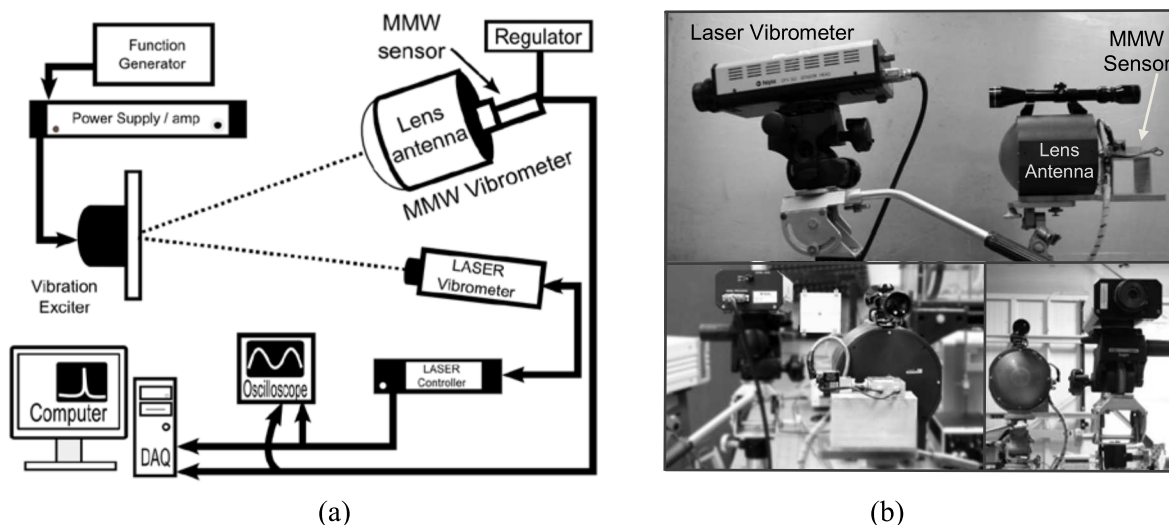 Function
Generator
Power Supply / amp
Vibration
Exciter
MMW
sensor
Regulator
Lens
antenna
MMW Vibrometer
LASER
Vibrometer
LASER
Controller
Oscilloscope
Computer
DAQ
(a)
Laser Vibrometer
MMW
Sensor
Lens
Antenna
(b)